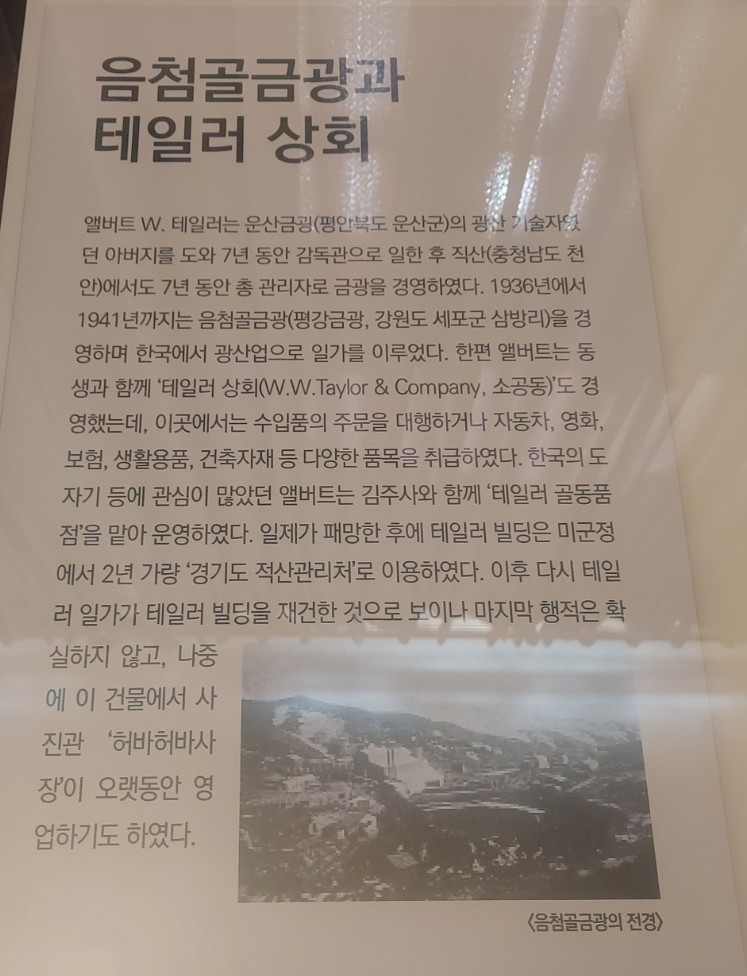 음첨골금광과
테일러 상회
앨버트 W. 테일러는 운산금광(평안북도 운산군)의 광산 기술자였
던 아버지를 도와 7년 동안 감독관으로 일한 후 직산(충청남도 천
안)에서도 7년 동안 총 관리자로 금광을 경영하였다. 1936년에서
1941년까지는 음첨골금광(평강금광, 강원도 세포군 삼방리)을 경
영하며 한국에서 광산업으로 일가를 이루었다. 한편 앨버트는 동
생과 함께 '테일러 상회(W.W.Taylor & Company, 소공동)'도 경
영했는데, 이곳에서는 수입품의 주문을 대행하거나 자동차, 영화,
보험, 생활용품, 건축자재 등 다양한 품목을 취급하였다. 한국의 도
자기 등에 관심이 많았던 앨버트는 김주사와 함께 '테일러 골동품
점'을 맡아 운영하였다. 일제가 패망한 후에 테일러 빌딩은 미군정
에서 2년 가량 '경기도 적산관리처'로 이용하였다. 이후 다시 테일
러 일가가 테일러 빌딩을 재건한 것으로 보이나 마지막 행적은 확
실하지 않고, 나중
에 이 건물에서 사
진관 '허바허바사
장'이 오랫동안 영
업하기도 하였다.
<음첨골금광의 전경>